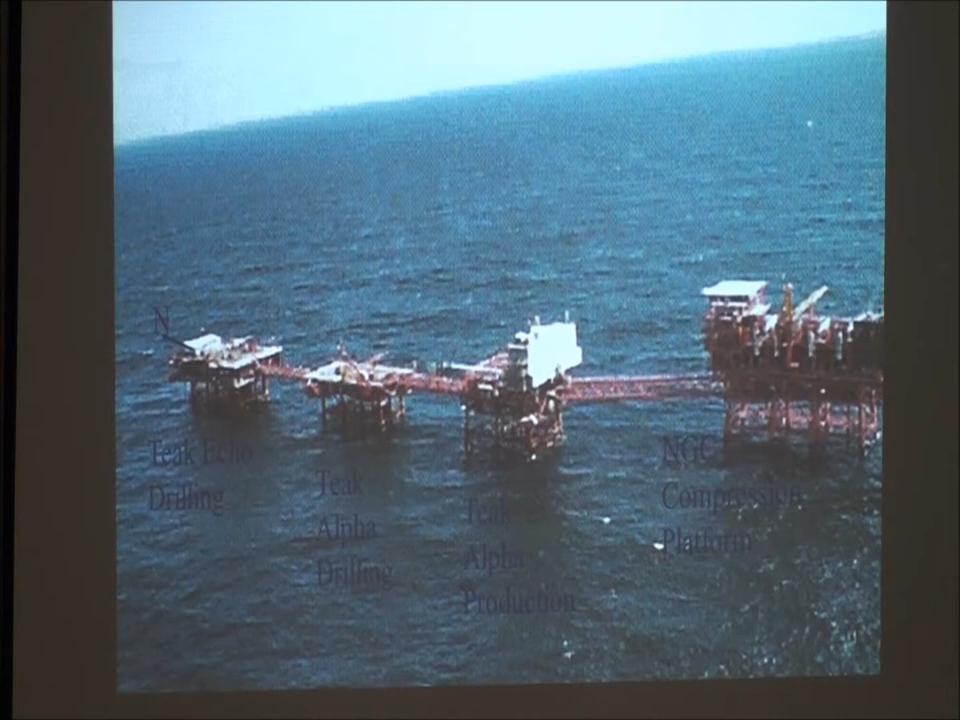 N
Teak Echo
Drilling
Teak
Alpha
Drilling
Teak
Alpha
Production
NGC
Compression
Platform